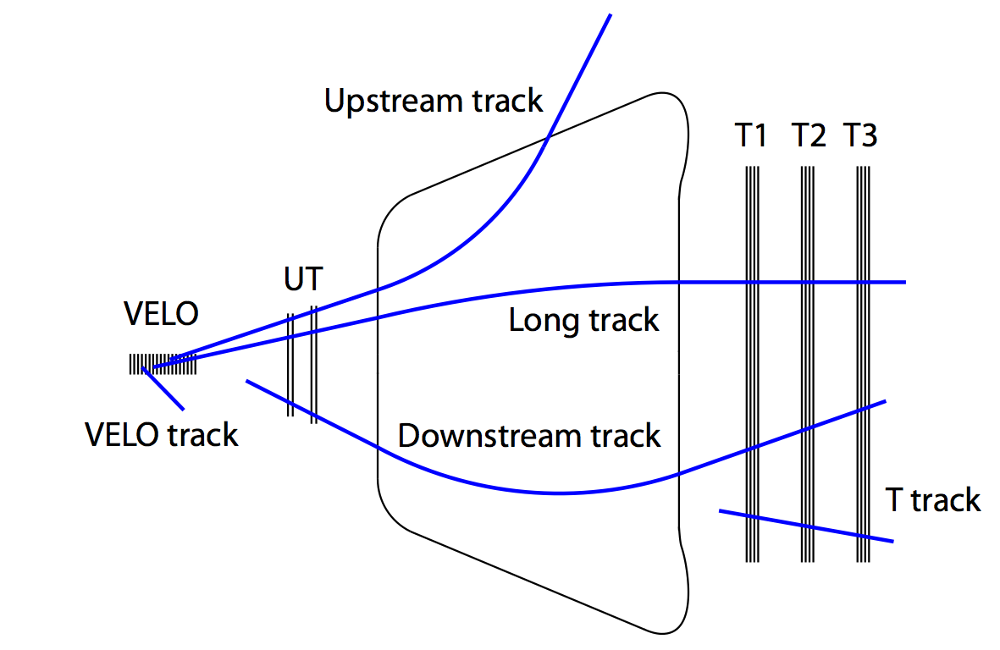 Upstream track
T1 T2 T3
UT
VELO
Long track
VELO track
Downstream track
T track